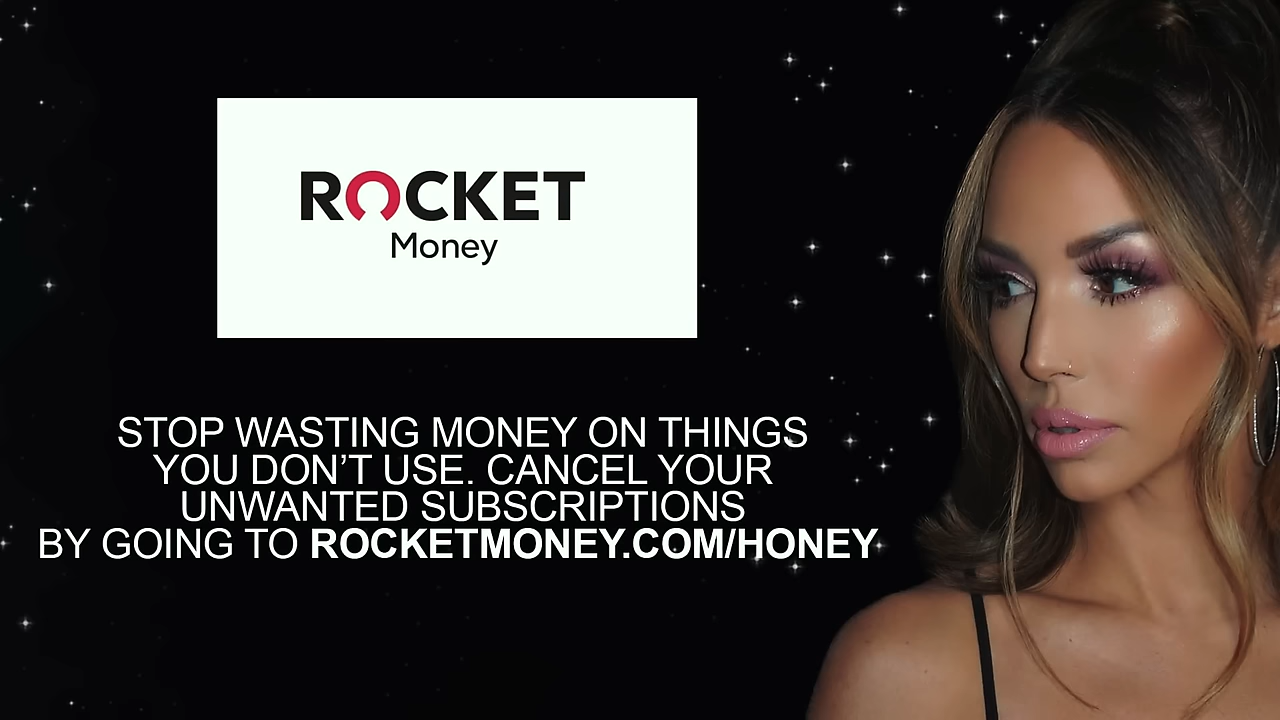 ROCKET
Money
STOP WASTING MONEY ON THINGS
YOU DON’T USE. CANCEL YOUR
UNWANTED SUBSCRIPTIONS
BY GOING TO ROCKETMONEY.COM/HONEY